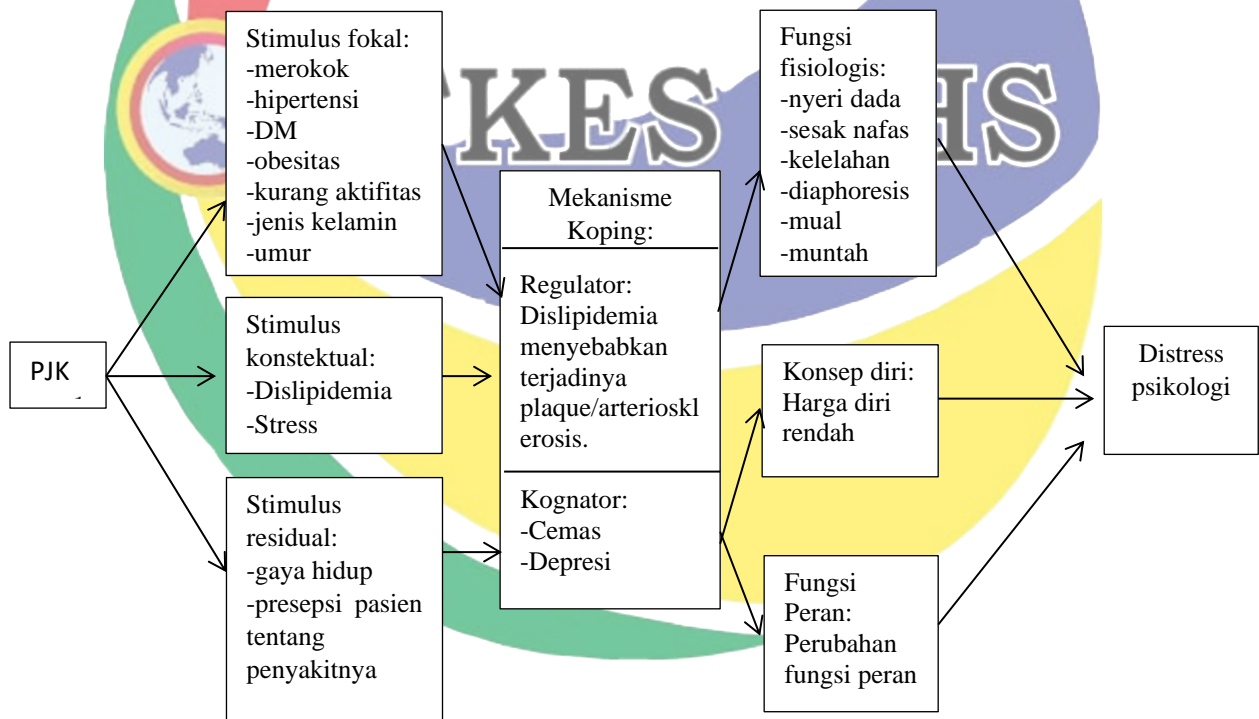 PJK
Stimulus fokal:
-merokok
-hipertensi
-DM
-obesitas
-kurang aktifitas
-jenis kelamin
-umur
Stimulus
konstektual:
-Dislipidemia
-Stress
Stimulus
residual:
-gaya hidup
-presepsi pasien
tentang
penyakitnya
KES
HS
Mekanisme
Koping:
Regulator:
Dislipidemia
menyebabkan
terjadinya
plaque/arterioskl
erosis.
Kognator:
-Cemas
-Depresi
Fungsi
fisiologis:
-nyeri dada
-sesak nafas
-kelelahan
-diaphoresis
-mual
-muntah
Konsep diri:
Harga diri
rendah
Fungsi
Peran:
Perubahan
fungsi peran
Distress
psikologi